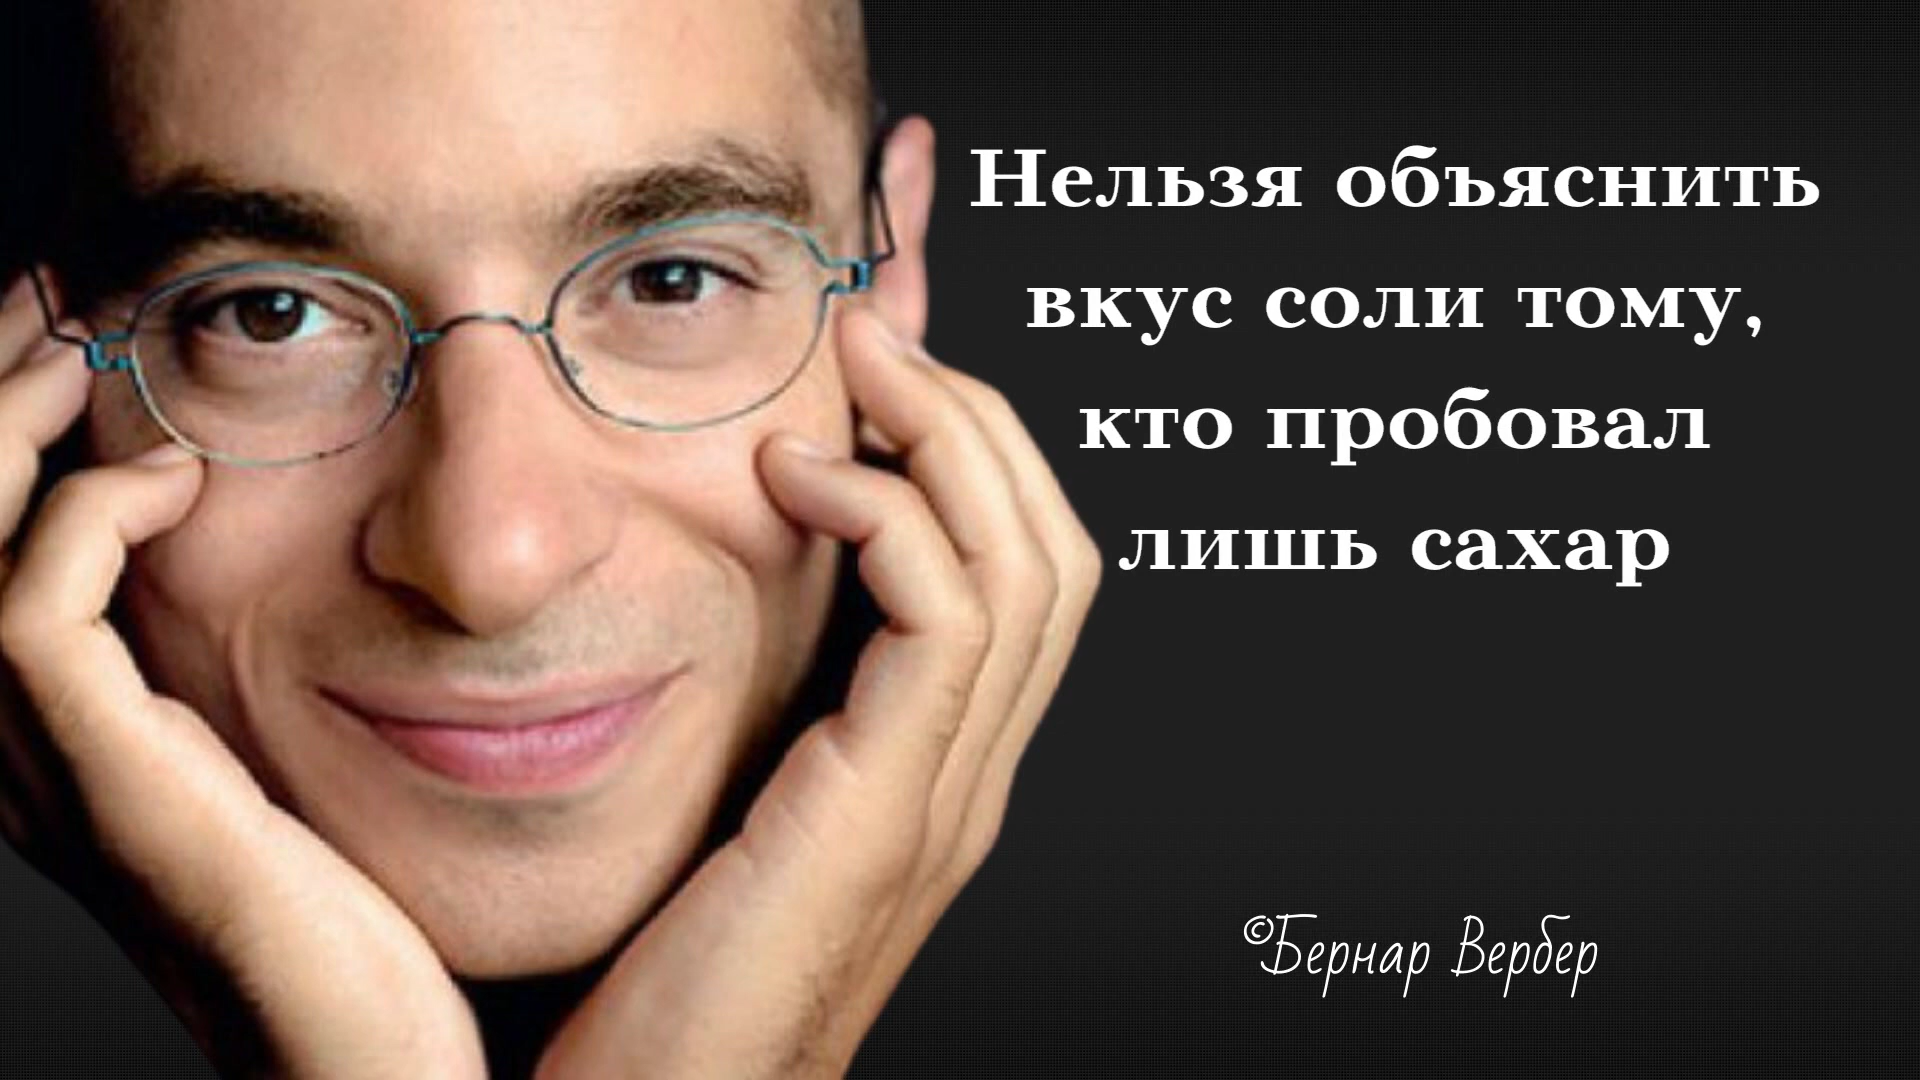 Нельзя объяснить
вкус соли тому,
кто пробовал
лишь сахар
©Бернар Вербер